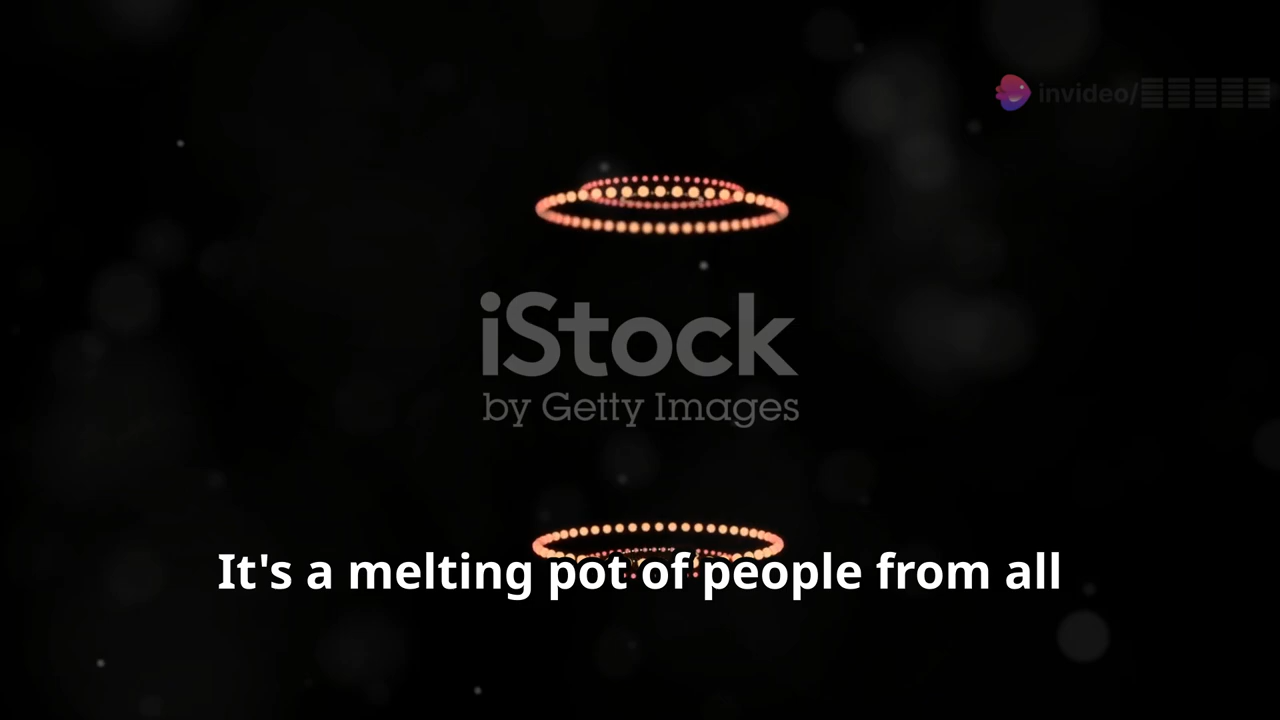 invideo/
iStock
by Getty Images
It's a melting pot of people from all